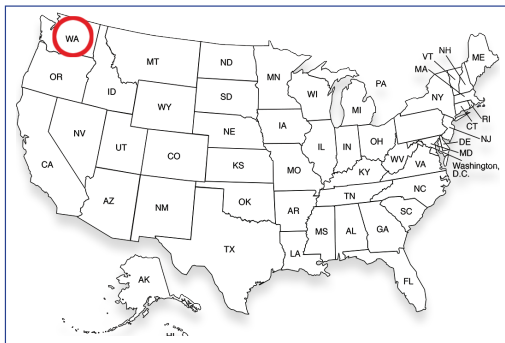 WA
OR
CA
NV
ID
MT
WY
UT
CO
AZ
NM
ND
SD
NE
KS
OK
TX
MN
IA
MO
AR
LA
WI
MI
IL
IN
OH
KY
TN
MS
AL
GA
FL
SC
NC
VA
WV
PA
NY
VT
NH
MA
ME
RI
CT
NJ
DE
MD
Washington,
D.C.
AK
HI